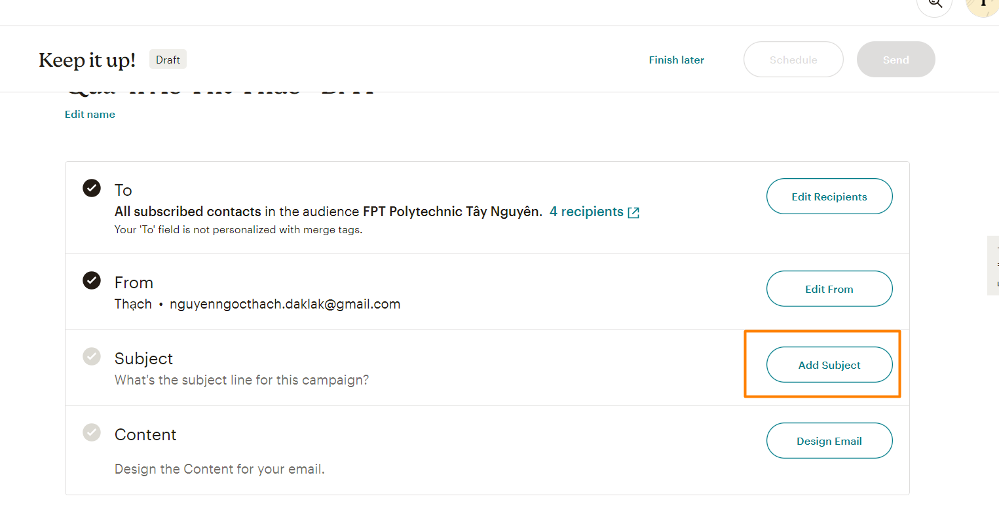 Keep it up!
Draft
Finish later
Schedule
Send
Edit name
To
All subscribed contacts in the audience FPT Polytechnic Tây Nguyên. 4 recipients
Your 'To' field is not personalized with merge tags.
Edit Recipients
From
Thạch • nguyenngocthach.daklak@gmail.com
Edit From
Subject
What's the subject line for this campaign?
Add Subject
Content
Design the Content for your email.
Design Email